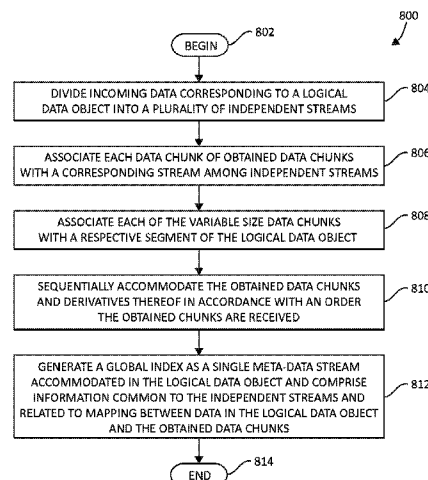 800
BEGIN
802
DIVIDE INCOMING DATA CORRESPONDING TO A LOGICAL
DATA OBJECT INTO A PLURALITY OF INDEPENDENT STREAMS
804
ASSOCIATE EACH DATA CHUNK OF OBTAINED DATA CHUNKS
WITH A CORRESPONDING STREAM AMONG INDEPENDENT STREAMS
806
ASSOCIATE EACH OF THE VARIABLE SIZE DATA CHUNKS
WITH A RESPECTIVE SEGMENT OF THE LOGICAL DATA OBJECT
808
SEQUENTIALLY ACCOMMODATE THE OBTAINED DATA CHUNKS
AND DERIVATIVES THEREOF IN ACCORDANCE WITH AN ORDER
THE OBTAINED CHUNKS ARE RECEIVED
810
GENERATE A GLOBAL INDEX AS A SINGLE META-DATA STREAM
ACCOMMODATED IN THE LOGICAL DATA OBJECT AND COMPRISE
INFORMATION COMMON TO THE INDEPENDENT STREAMS AND
RELATED TO MAPPING BETWEEN DATA IN THE LOGICAL DATA OBJECT
AND THE OBTAINED DATA CHUNKS
812
END
814